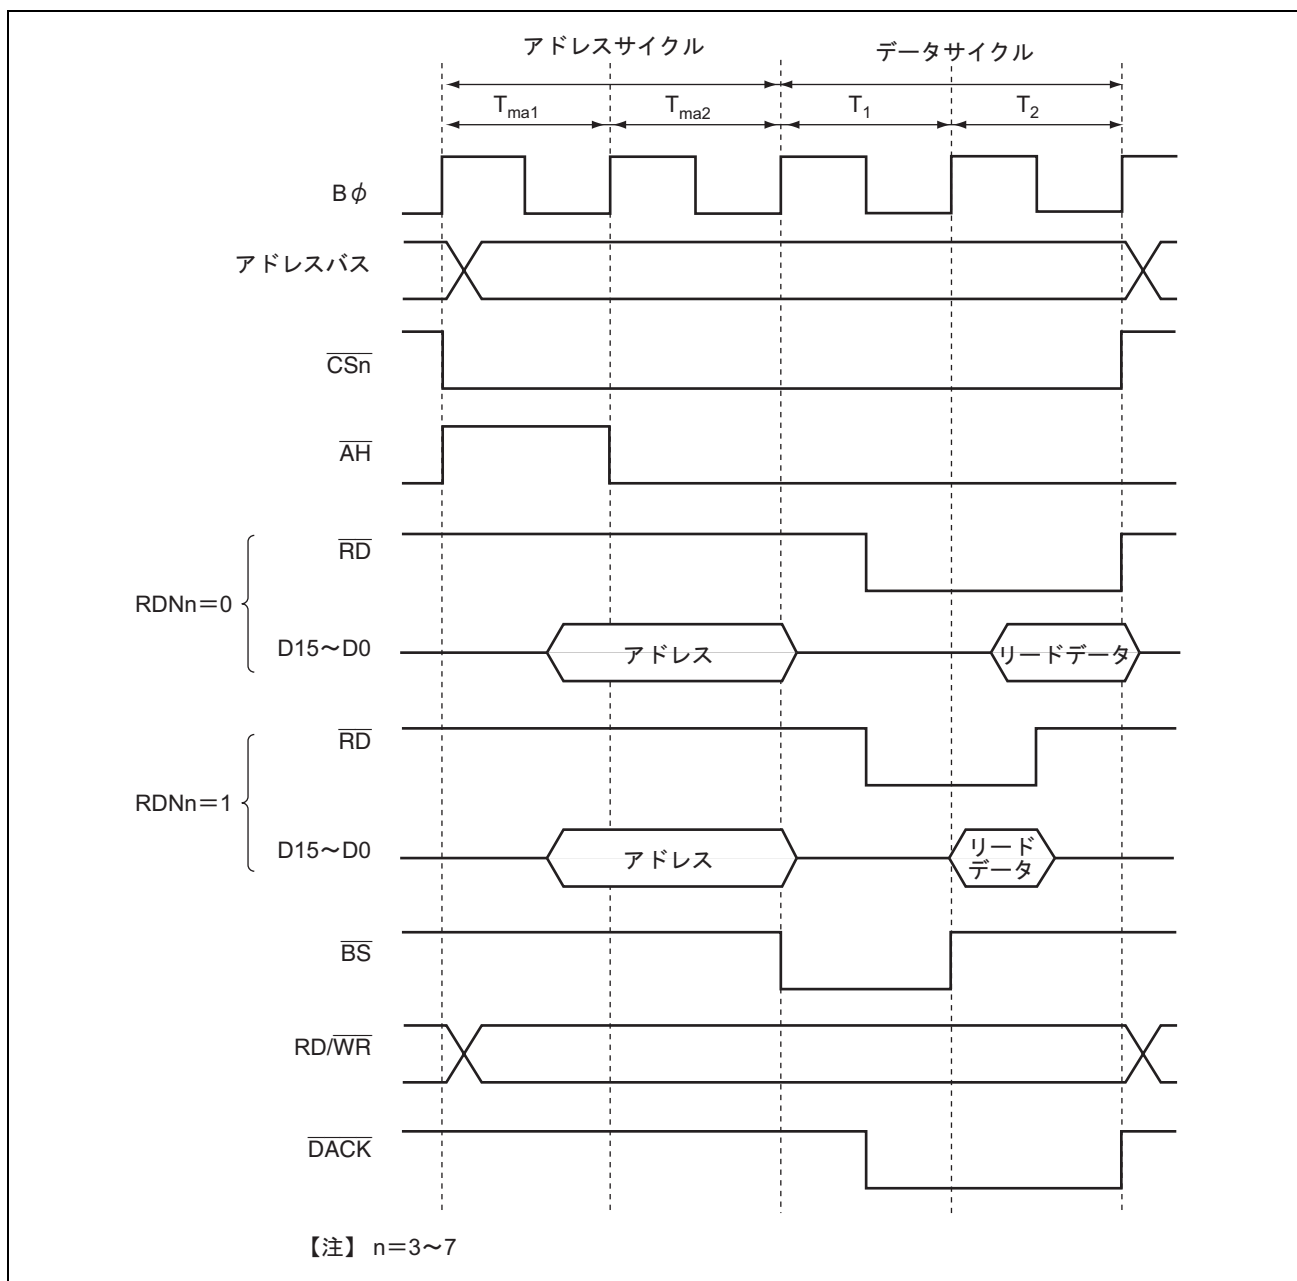 アドレスサイクル データサイクル
Tma1 Tma2 T1 T2
Bφ
アドレスバス
CSn
AH
RD
RDNn=0
D15~D0 アドレス リードデータ
RD
RDNn=1
D15~D0 アドレス リード
データ
BS
RD/WR
DACK
【注】 n=3~7